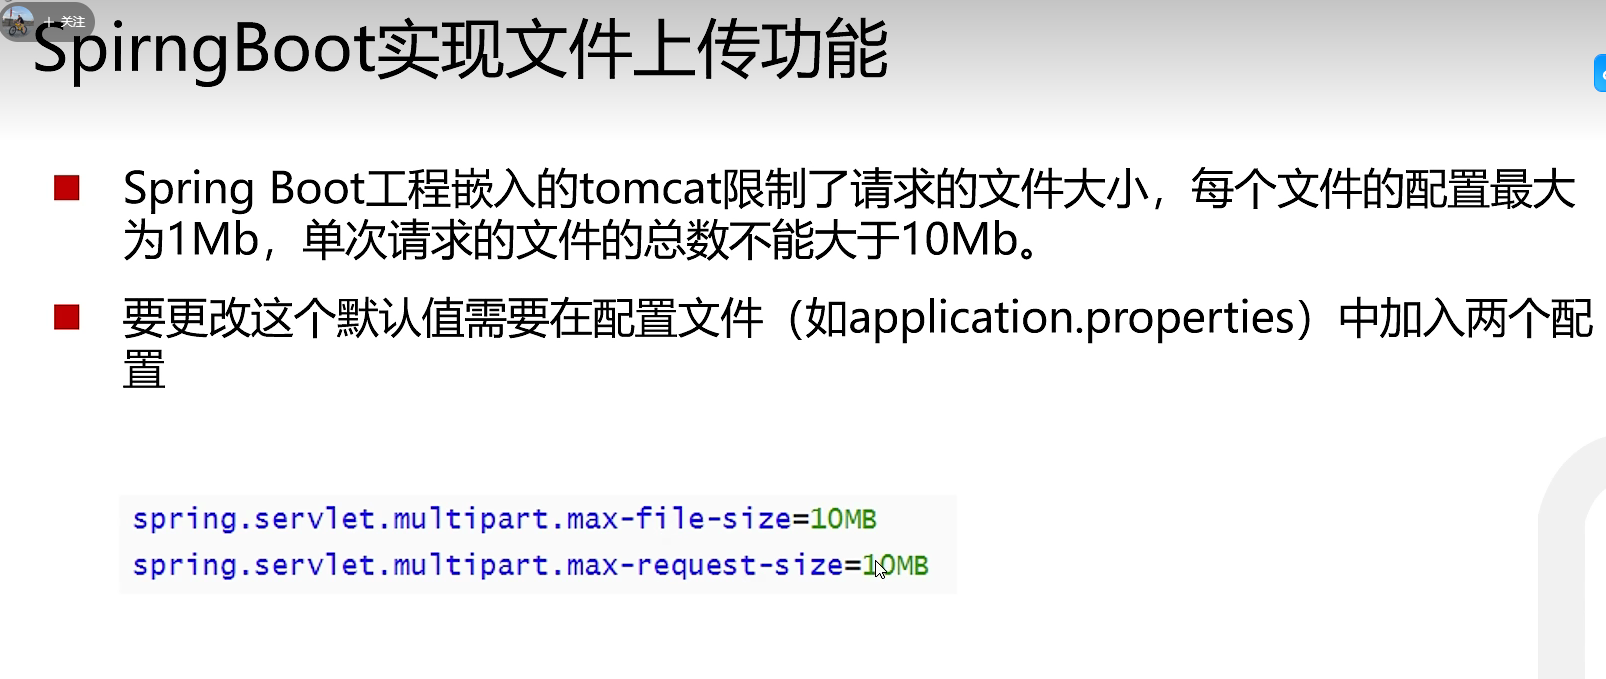 + 关注
SpirngBoot实现文件上传功能
Spring Boot工程嵌入的tomcat限制了请求的文件大小，每个文件的配置最大
为1Mb，单次请求的文件的总数不能大于10Mb。
要更改这个默认值需要在配置文件（如application.properties）中加入两个配
置
spring.servlet.multipart.max-file-size=10MB
spring.servlet.multipart.max-request-size=10MB